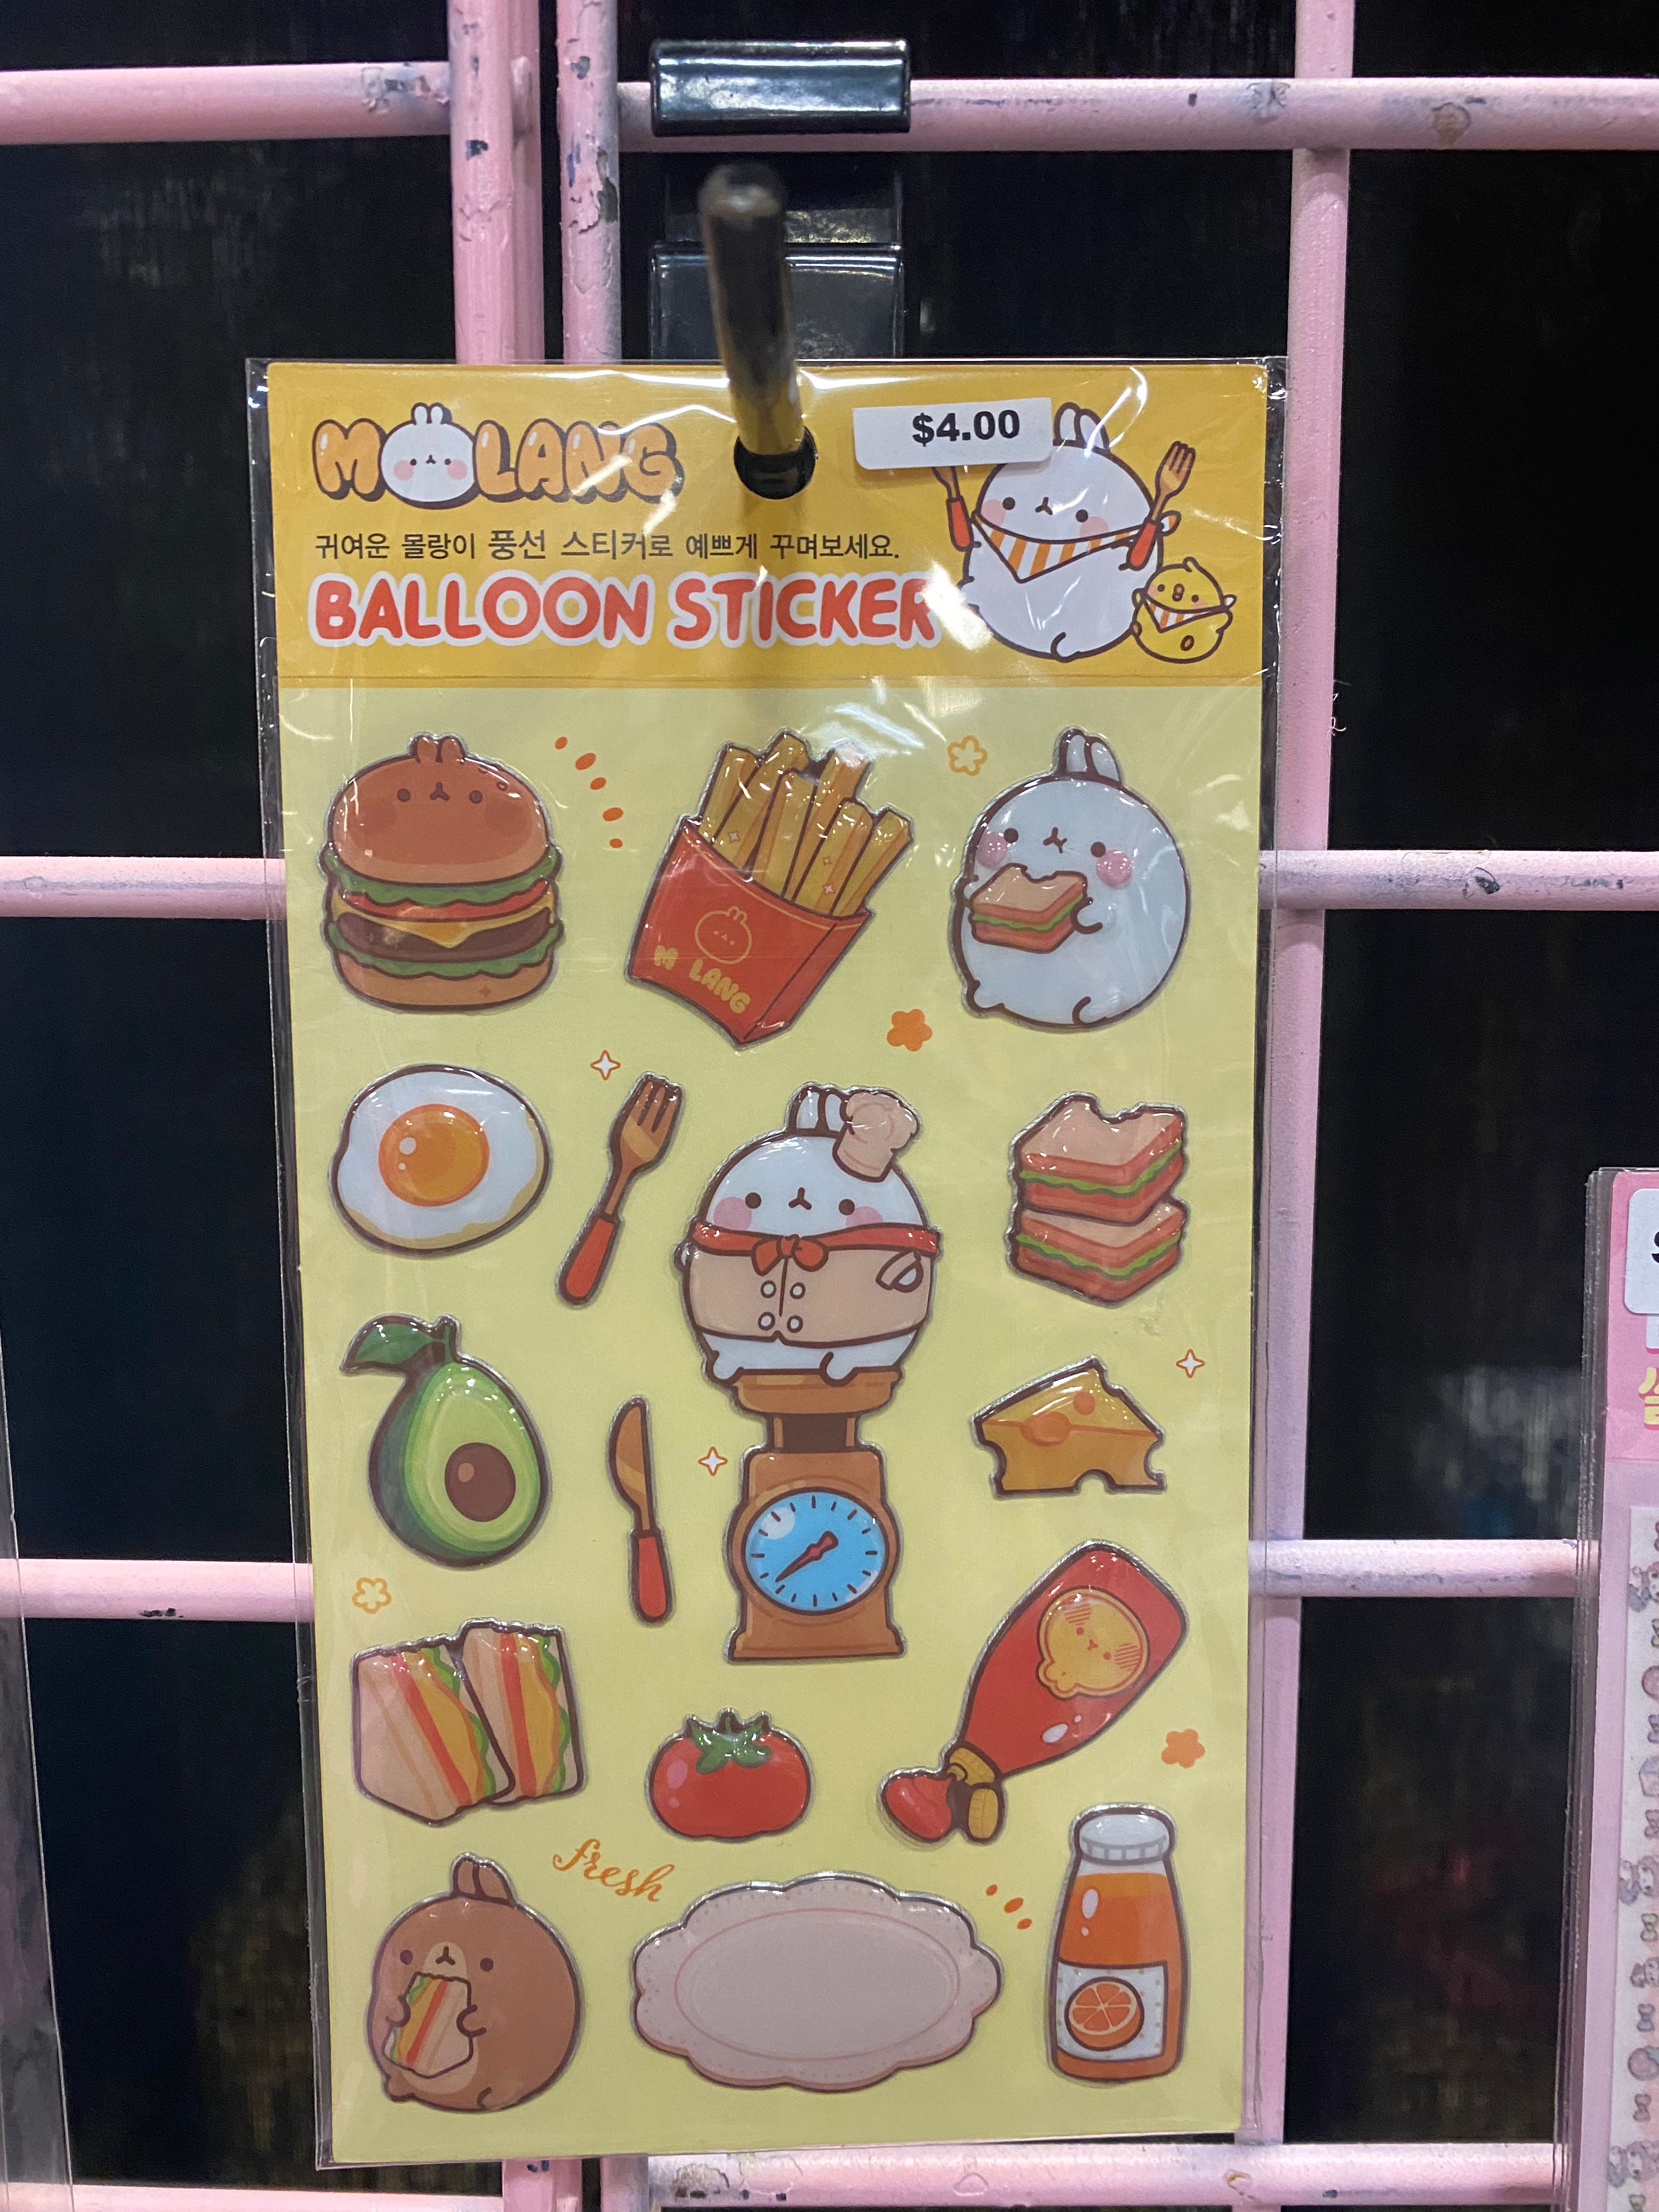 MOLANG
$4.00
귀여운 몰랑이 풍선 스티커로 예쁘게 꾸며보세요.
BALLOON STICKER
M LANG
fresh